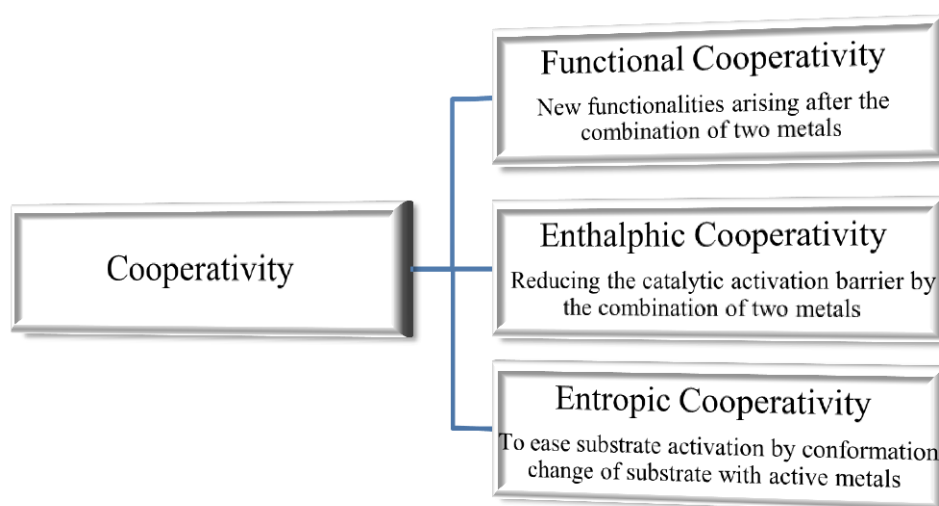 Cooperativity
Functional Cooperativity
New functionalities arising after the
combination of two metals
Enthalphic Cooperativity
Reducing the catalytic activation barrier by
the combination of two metals
Entropic Cooperativity
To ease substrate activation by conformation
change of substrate with active metals